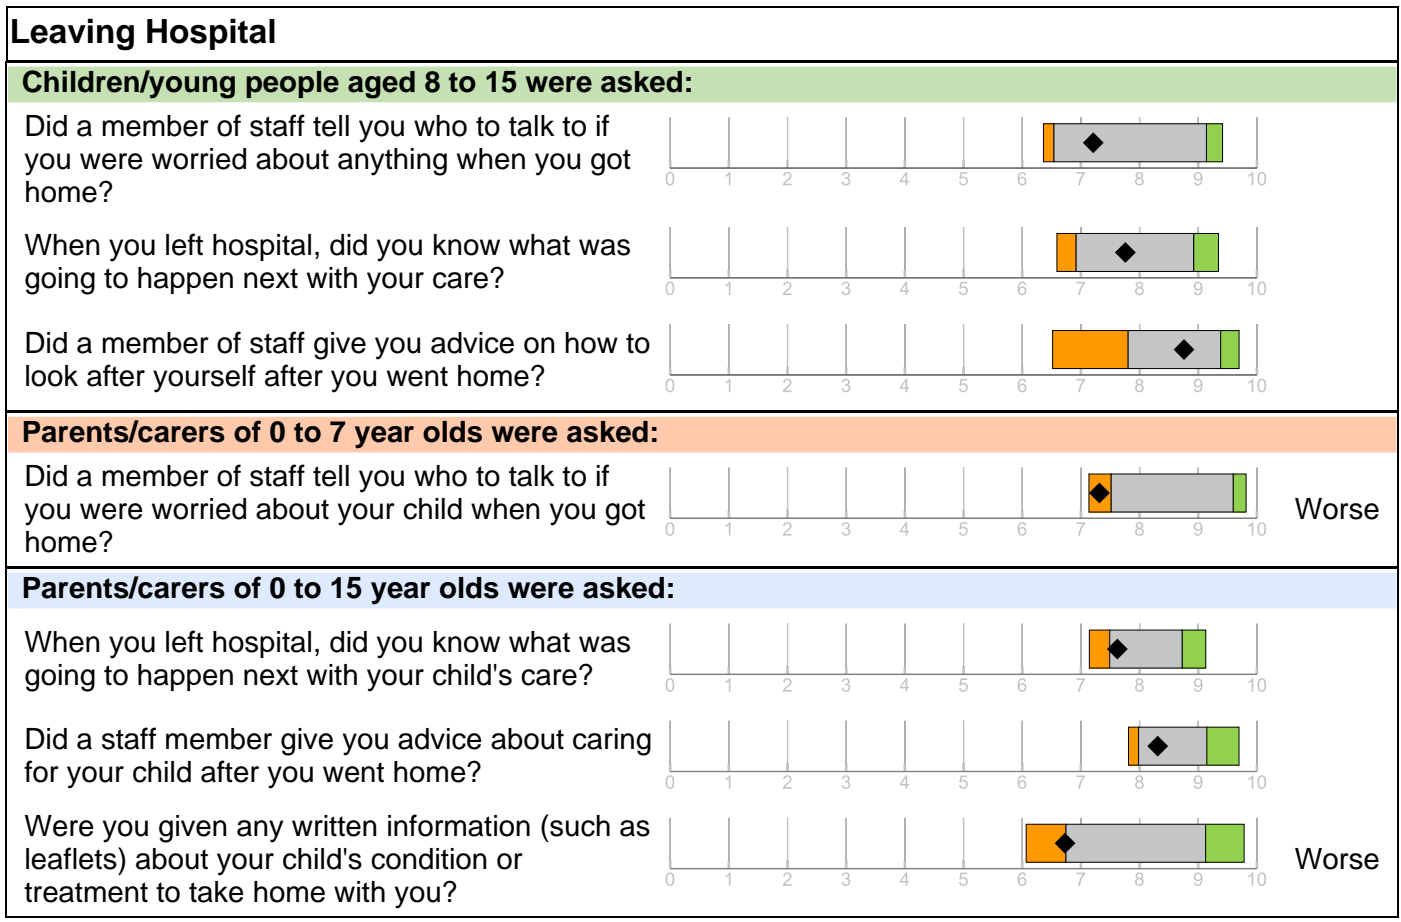 Leaving Hospital
Children/young people aged 8 to 15 were asked:
Did a member of staff tell you who to talk to if
you were worried about anything when you got
home?
0 1 2 3 4 5 6 7 8 9 10
When you left hospital, did you know what was
going to happen next with your care?
0 1 2 3 4 5 6 7 8 9 10
Did a member of staff give you advice on how to
look after yourself after you went home?
0 1 2 3 4 5 6 7 8 9 10
Parents/carers of 0 to 7 year olds were asked:
Did a member of staff tell you who to talk to if
you were worried about your child when you got
home?
0 1 2 3 4 5 6 7 8 9 10
Worse
Parents/carers of 0 to 15 year olds were asked:
When you left hospital, did you know what was
going to happen next with your child's care?
0 1 2 3 4 5 6 7 8 9 10
Did a staff member give you advice about caring
for your child after you went home?
0 1 2 3 4 5 6 7 8 9 10
Were you given any written information (such as
leaflets) about your child's condition or
treatment to take home with you?
0 1 2 3 4 5 6 7 8 9 10
Worse